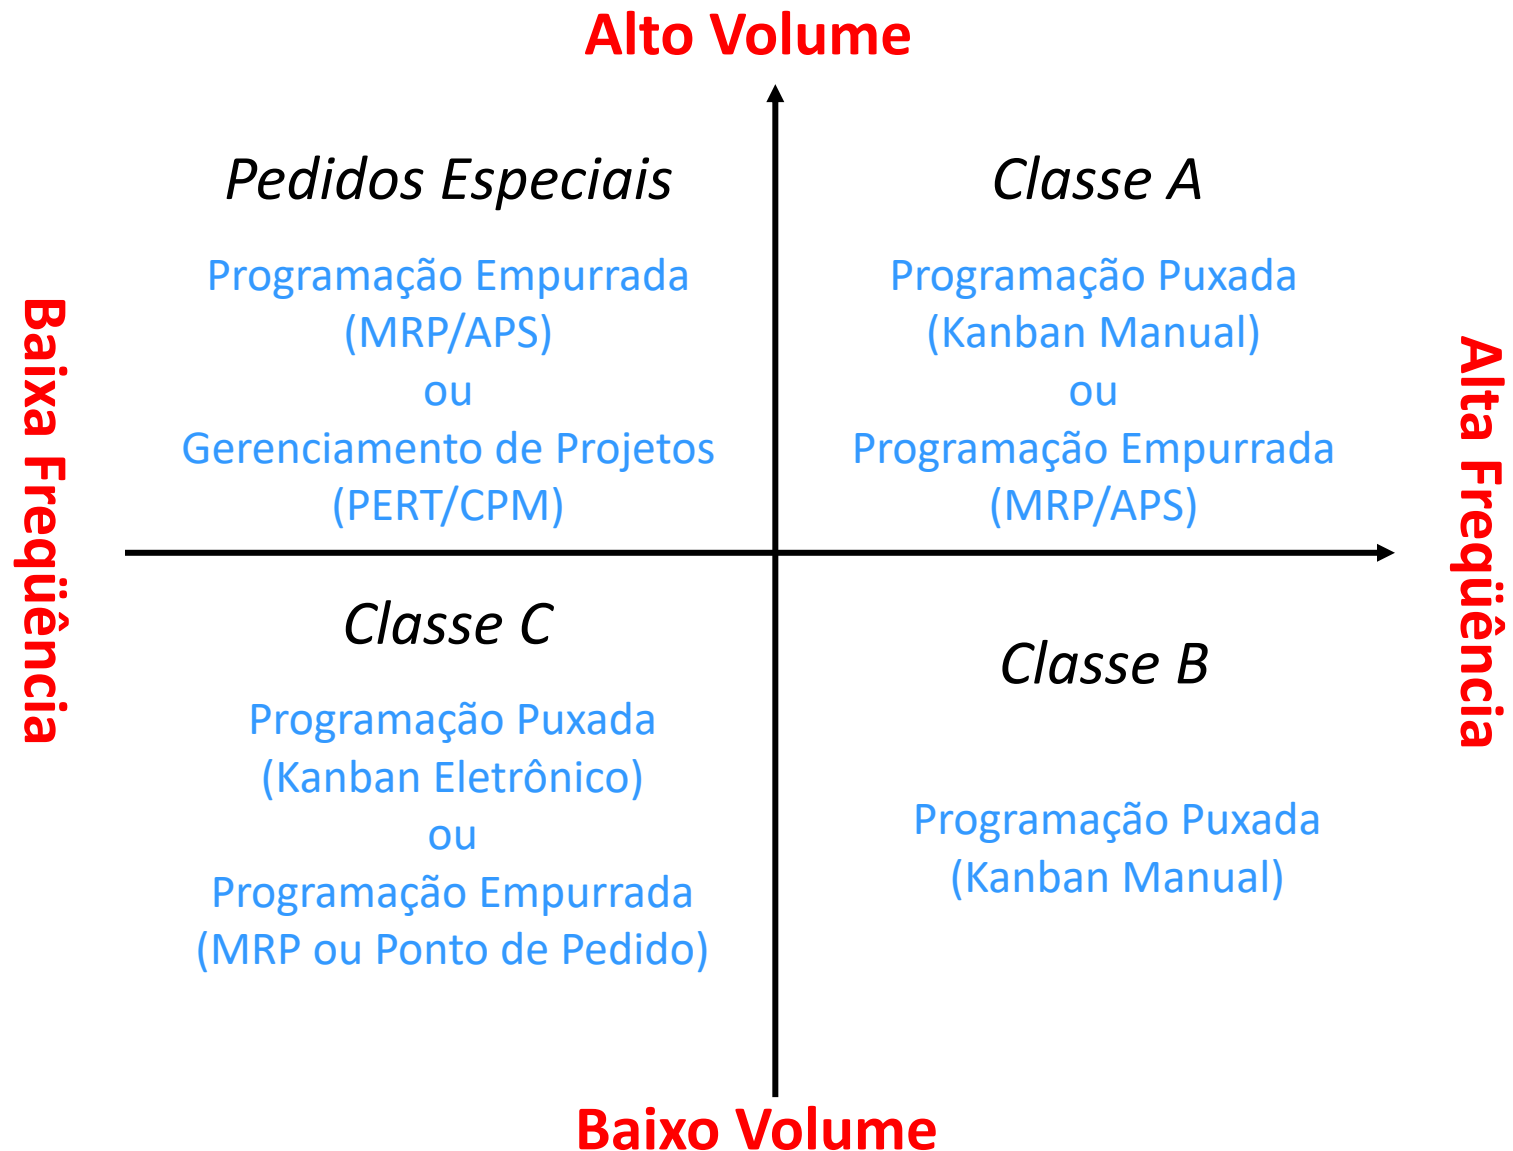 Alto Volume
Pedidos Especiais
Programação Empurrada
(MRP/APS)
ou
Gerenciamento de Projetos
(PERT/CPM)
Classe A
Programação Puxada
(Kanban Manual)
ou
Programação Empurrada
(MRP/APS)
Baixa Freqüência
Alta Freqüência
Classe C
Programação Puxada
(Kanban Eletrônico)
ou
Programação Empurrada
(MRP ou Ponto de Pedido)
Classe B
Programação Puxada
(Kanban Manual)
Baixo Volume